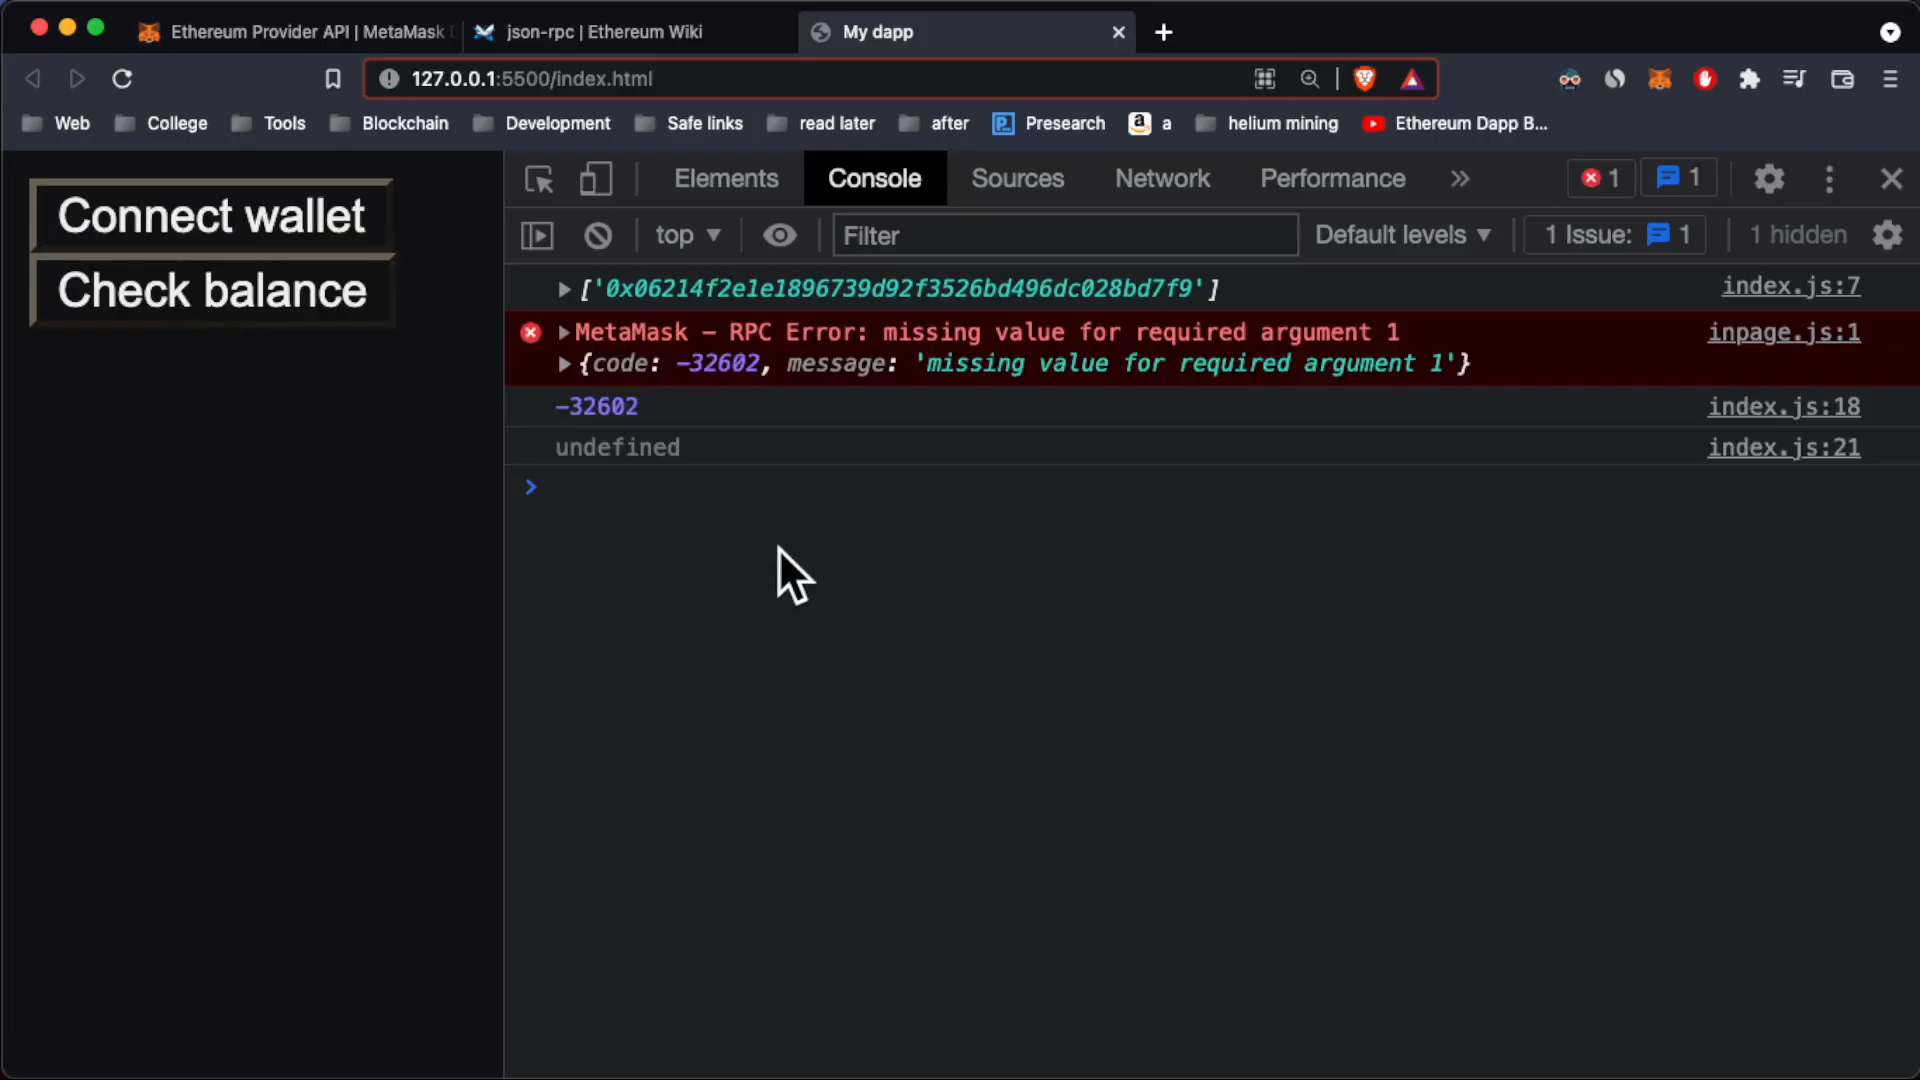 Ethereum Provider API | MetaMask
json-rpc | Ethereum Wiki
My dapp
127.0.0.1:5500/index.html
Web
College
Tools
Blockchain
Development
Safe links
read later
after
Presearch
a
helium mining
Ethereum Dapp B...
Connect wallet
Check balance
Elements
Console
Sources
Network
Performance
1
1
top
Filter
Default levels
1 Issue:
1
1 hidden
['0x06214f2e1e1896739d92f3526bd496dc028bd7f9'] index.js:7
MetaMask - RPC Error: missing value for required argument 1 inpage.js:1
{code: -32602, message: 'missing value for required argument 1'}
-32602 index.js:18
undefined index.js:21